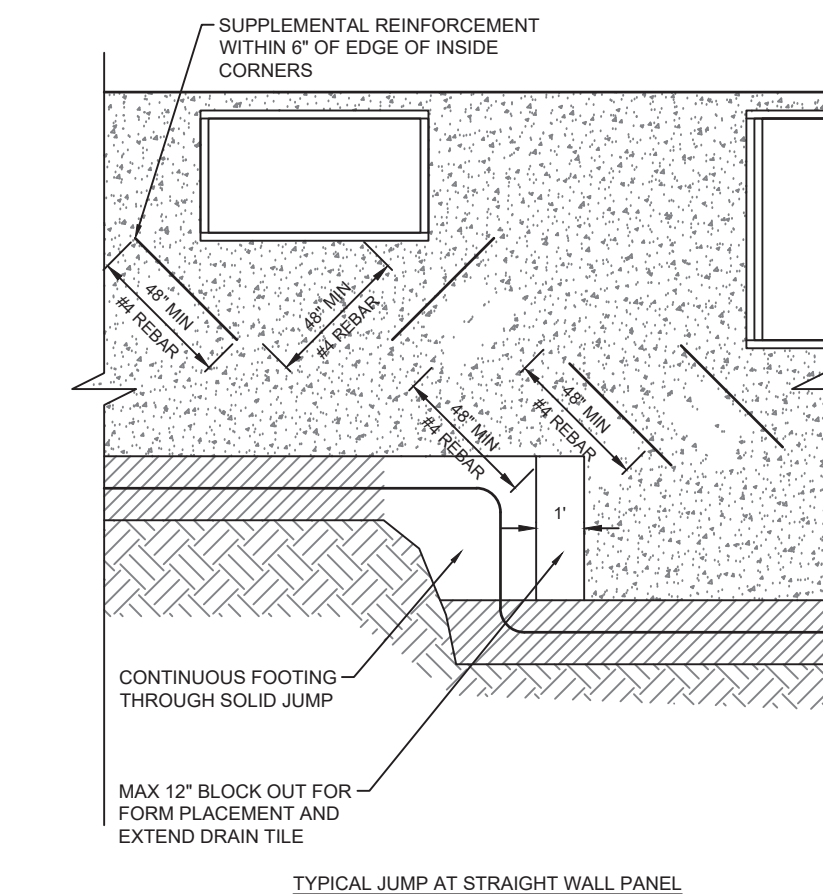 SUPPLEMENTAL REINFORCEMENT
WITHIN 6" OF EDGE OF INSIDE
CORNERS
48" MIN
#4 REBAR
48" MIN
#4 REBAR
48" MIN
#4 REBAR
48" MIN
#4 REBAR
1'
CONTINUOUS FOOTING
THROUGH SOLID JUMP
MAX 12" BLOCK OUT FOR
FORM PLACEMENT AND
EXTEND DRAIN TILE
TYPICAL JUMP AT STRAIGHT WALL PANEL